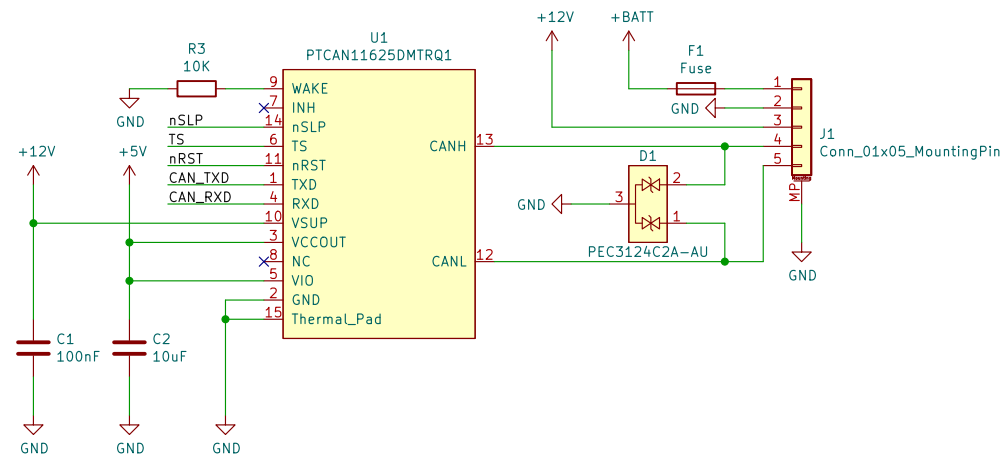 +12V
+BATT
U1
PTCAN11625DMTRQ1
R3
10K
F1
Fuse
GND
9
WAKE
7
INH
nSLP
14
nSLP
TS
6
TS
nRST
11
nRST
CAN_TXD
1
TXD
CAN_RXD
4
RXD
10
VSUP
3
VCCOUT
8
NC
5
VIO
2
GND
15
Thermal_Pad
CANH
13
CANL
12
GND
1
2
3
4
5
J1
Conn_01x05_MountingPin
Mounting
MP
GND
D1
2
3
1
GND
PEC3124C2A-AU
+12V
+5V
C1
100nF
C2
10uF
GND
GND
GND